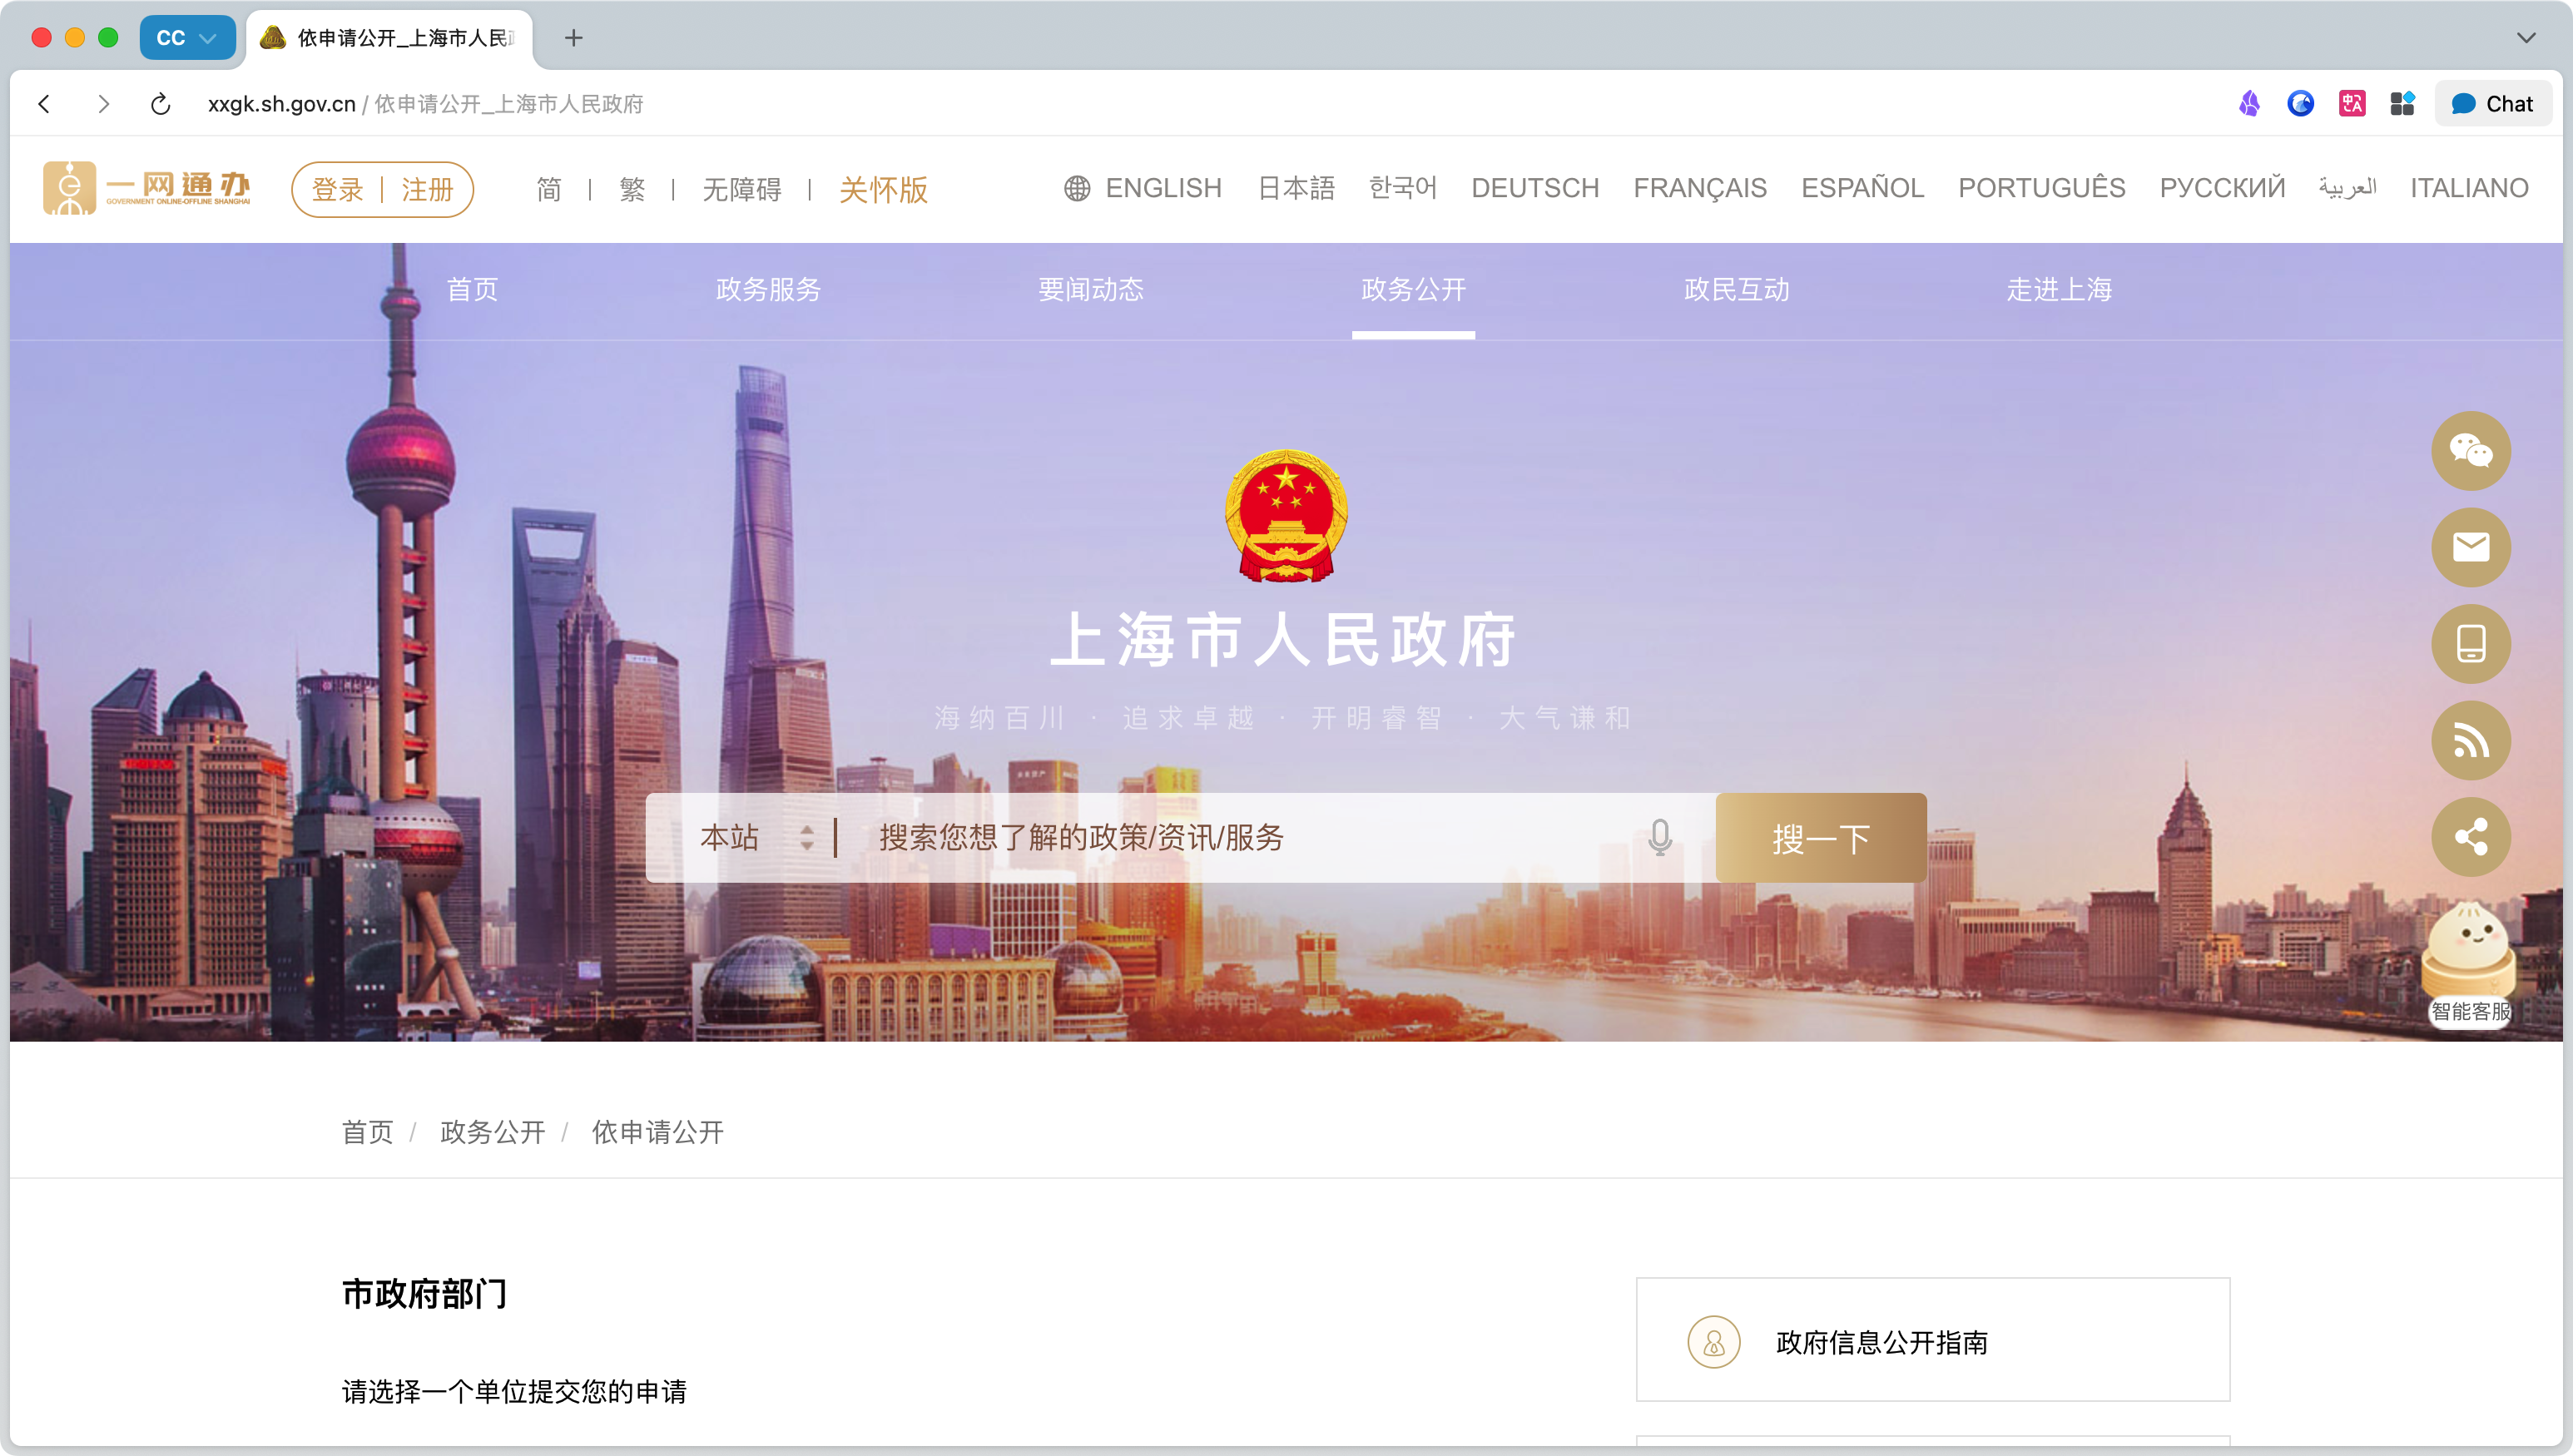 CC
依申请公开_上海市人民
xxgk.sh.gov.cn / 依申请公开_上海市人民政府
Chat
一网通办
GOVERNMENT ONLINE-OFFLINE SHANGHAI
登录 | 注册
简 | 繁 | 无障碍 | 关怀版
ENGLISH 日本語 한국어 DEUTSCH FRANÇAIS ESPAÑOL PORTUGUÊS РУССКИЙ العربية ITALIANO
首页 政务服务 要闻动态 政务公开 政民互动 走进上海
上海市人民政府
海纳百川 · 追求卓越 · 开明睿智 · 大气谦和
本站 搜索您想了解的政策/资讯/服务 搜一下
智能客服
首页 / 政务公开 / 依申请公开
市政府部门
政府信息公开指南
请选择一个单位提交您的申请